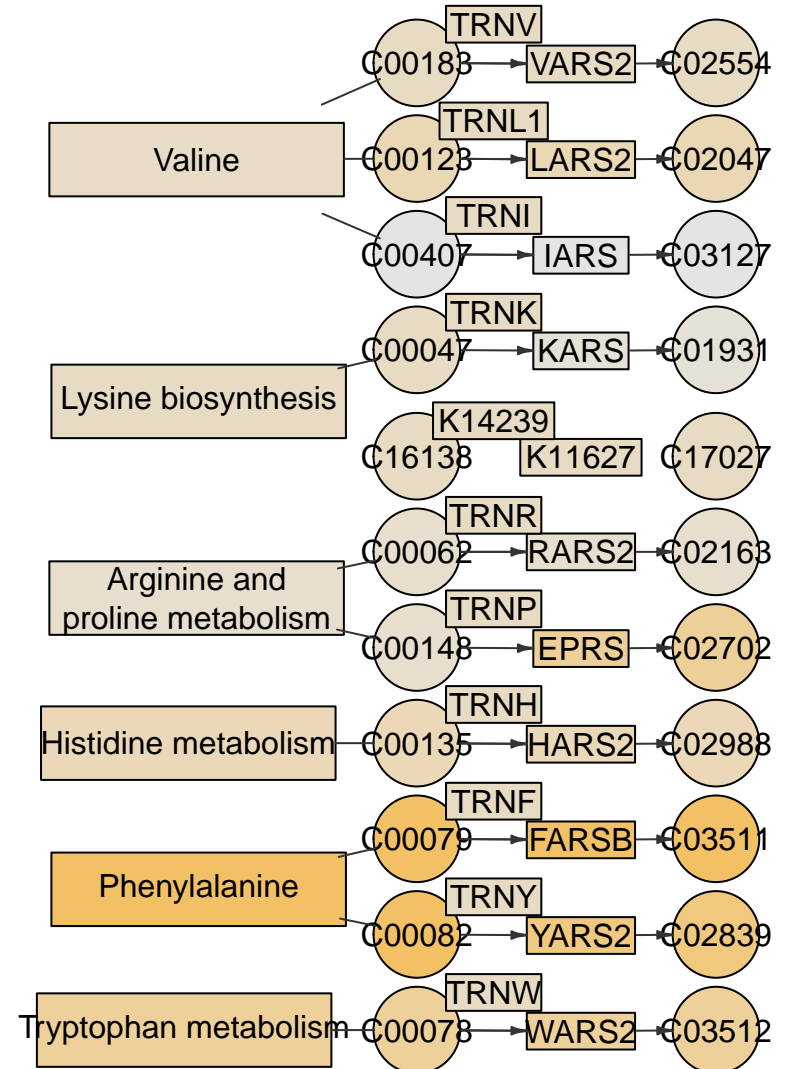 TRNV
C00183 VARS2 C02554
TRNL1
Valine
C00123 LARS2 C02047
TRNI
C00407 IARS C03127
TRNK
C00047 KARS C01931
Lysine biosynthesis
K14239
C16138 K11627 C17027
TRNR
C00062 RARS2 C02163
Arginine and
proline metabolism
TRNP
C00148 EPRS C02702
TRNH
Histidine metabolism C00135 HARS2 C02988
TRNF
C00079 FARSB C03511
Phenylalanine
TRNY
C00082 YARS2 C02839
TRNW
Tryptophan metabolism C00078 WARS2 C03512